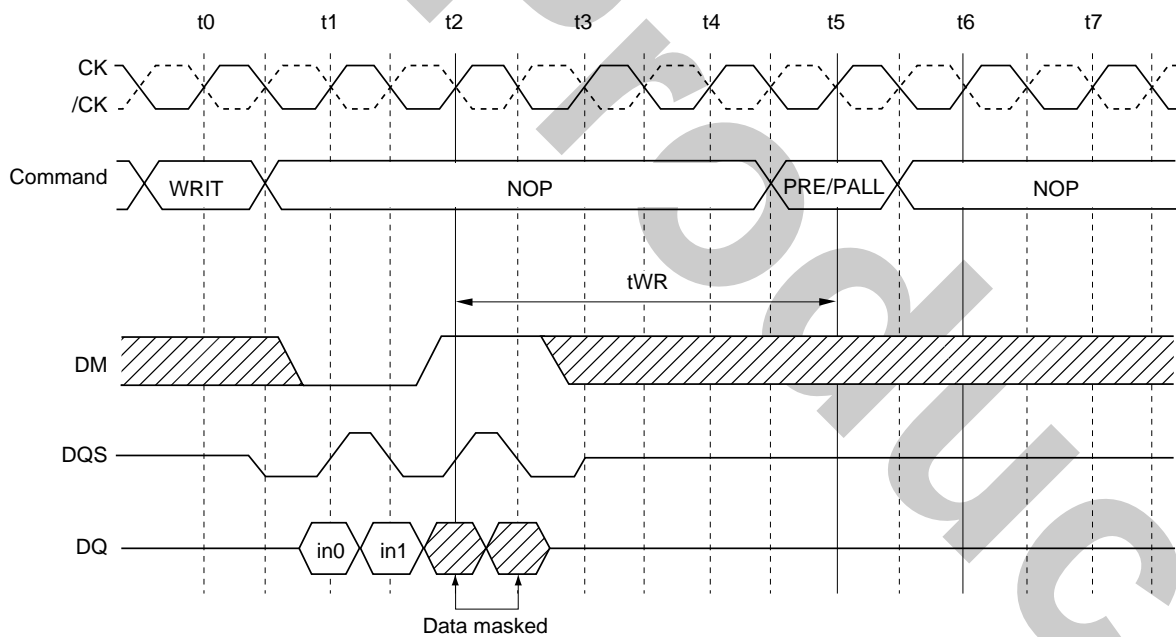 t0 t1 t2 t3 t4 t5 t6 t7
CK
/CK
Command WRIT NOP PRE/PALL NOP
tWR
DM
DQS
DQ in0 in1
Data masked
roduc